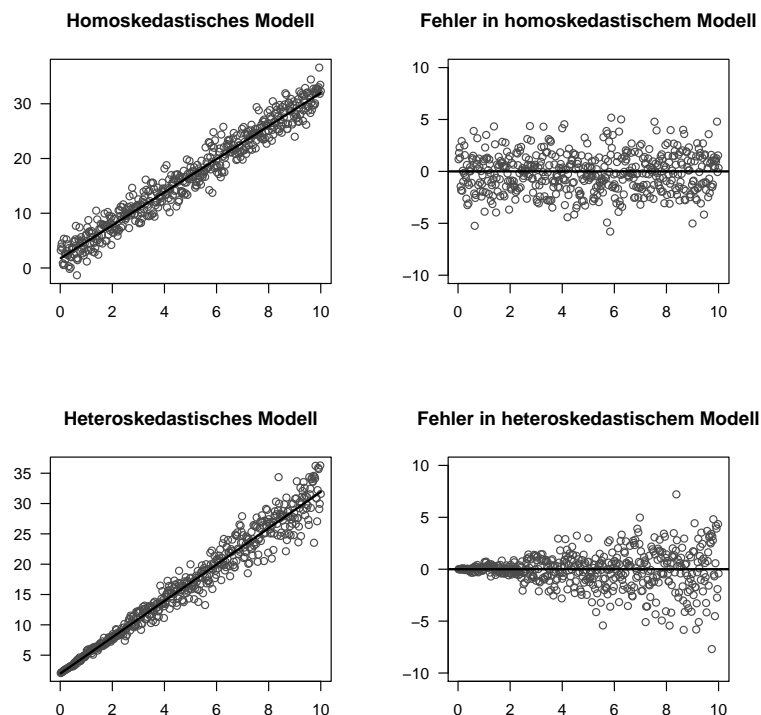 Homoskedastisches Modell
Fehler in homoskedastischem Modell
30
20
10
0
0 2 4 6 8 10
10
5
0
−5
−10
0 2 4 6 8 10
Heteroskedastisches Modell
Fehler in heteroskedastischem Modell
35
30
25
20
15
10
5
0 2 4 6 8 10
10
5
0
−5
−10
0 2 4 6 8 10